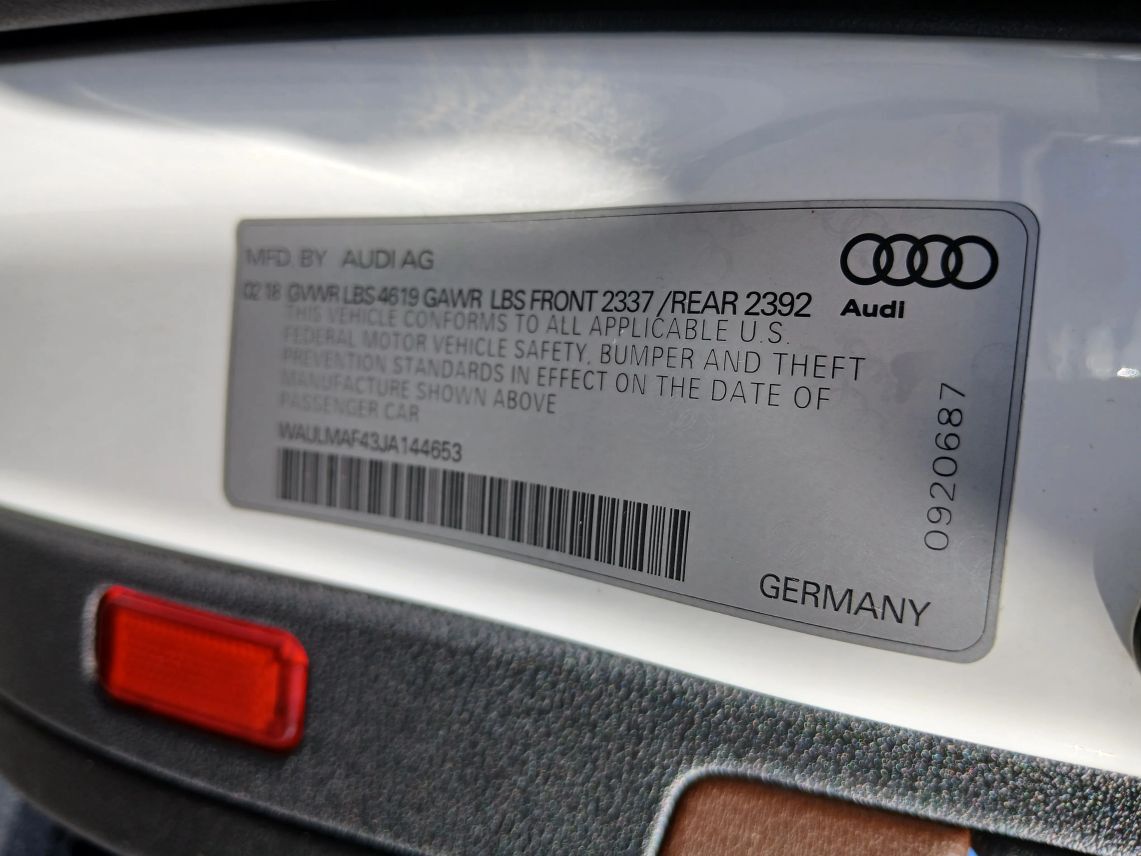 MFD. BY AUDI AG
02 18 GVWR LBS 4619 GAWR LBS FRONT 2337 /REAR 2392
THIS VEHICLE CONFORMS TO ALL APPLICABLE U.S.
FEDERAL MOTOR VEHICLE SAFETY, BUMPER AND THEFT
PREVENTION STANDARDS IN EFFECT ON THE DATE OF
MANUFACTURE SHOWN ABOVE
PASSENGER CAR
WAULMAF43JA144653
Audi
0920687
GERMANY